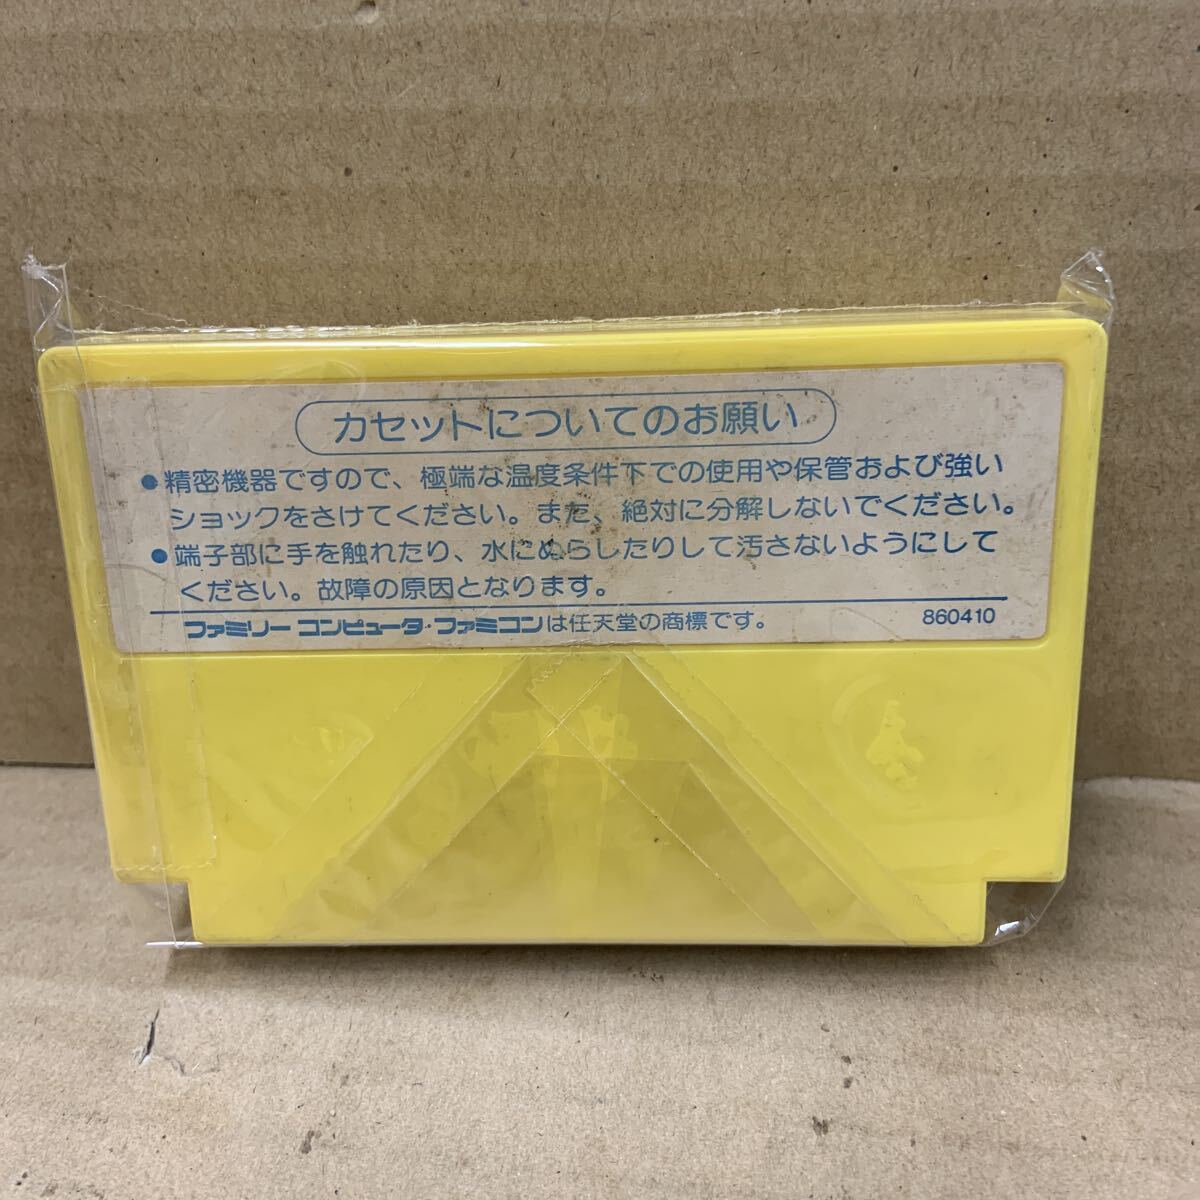 カセットについてのお願い
●精密機器ですので、極端な温度条件下での使用や保管および強い
ショックをさけてください。また、絶対に分解しないでください。
●端子部に手を触れたり、水にぬらしたりして汚さないようにして
ください。故障の原因となります。
ファミリーコンピュータ・ファミコンは任天堂の商標です。 860410